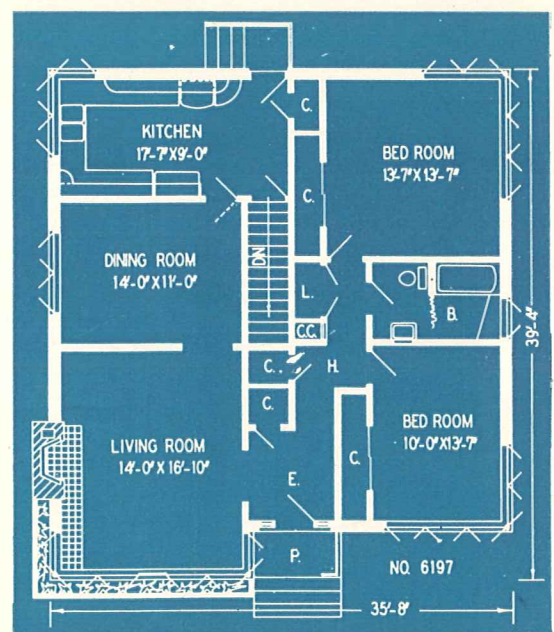 KITCHEN
17'-7"X9'-0"
C.
BED ROOM
13'-7"X13'-7"
C.
DINING ROOM
14'-0"X11'-0"
DN
L.
B.
C.C.
39'-4"
C.
H.
C.
LIVING ROOM
14'-0"X16'-10"
BED ROOM
10'-0"X13'-7"
C.
E.
P.
NO. 6197
35'-8"